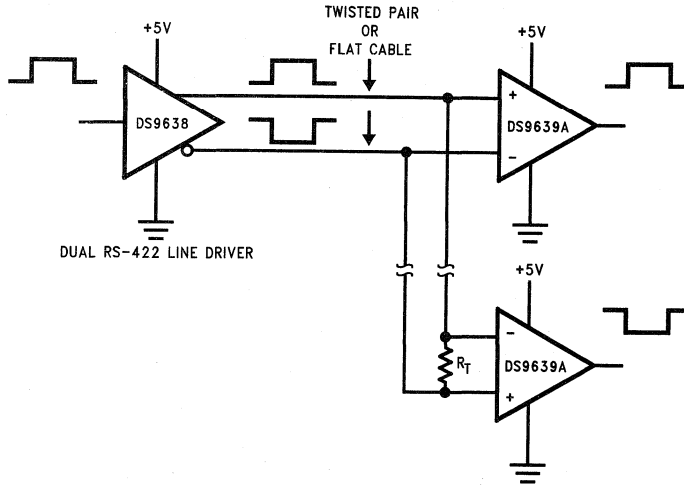 TWISTED PAIR
OR
FLAT CABLE
+5V
+5V
DS9638
+
DS9639A
−
DUAL RS-422 LINE DRIVER
+5V
−
R_T
DS9639A
+